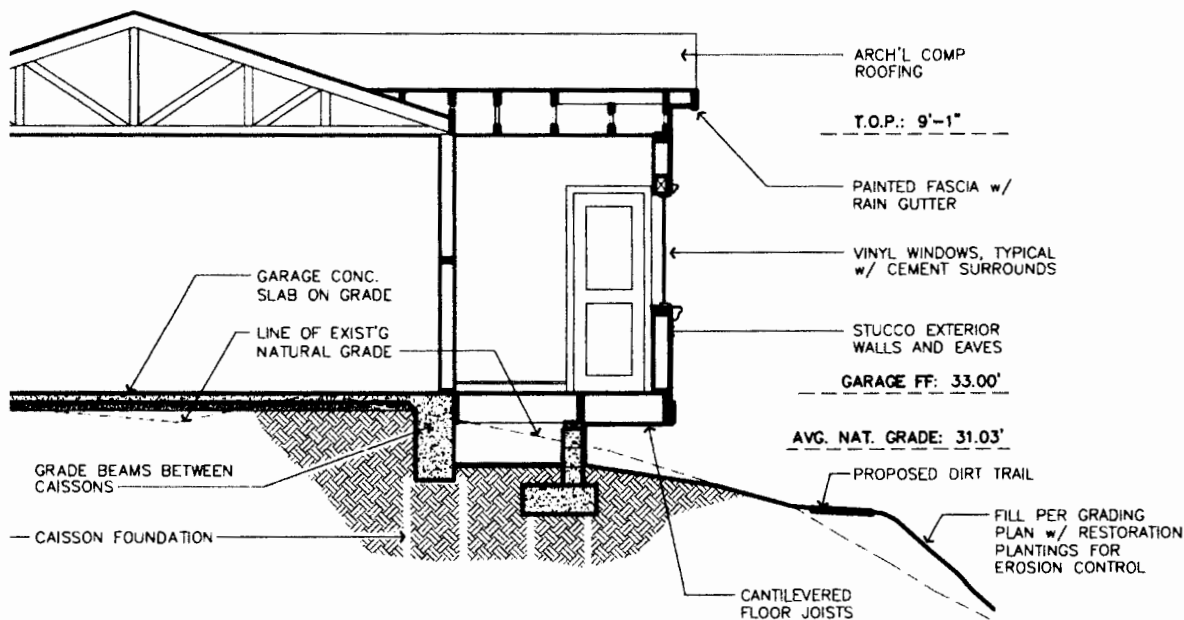 ARCH'L COMP
ROOFING
T.O.P.: 9'-1"
PAINTED FASCIA w/
RAIN GUTTER
VINYL WINDOWS, TYPICAL
w/ CEMENT SURROUNDS
GARAGE CONC.
SLAB ON GRADE
LINE OF EXIST'G
NATURAL GRADE
STUCCO EXTERIOR
WALLS AND EAVES
GARAGE FF: 33.00'
AVG. NAT. GRADE: 31.03'
GRADE BEAMS BETWEEN
CAISSONS
PROPOSED DIRT TRAIL
CAISSON FOUNDATION
FILL PER GRADING
PLAN w/ RESTORATION
PLANTINGS FOR
EROSION CONTROL
CANTILEVERED
FLOOR JOISTS